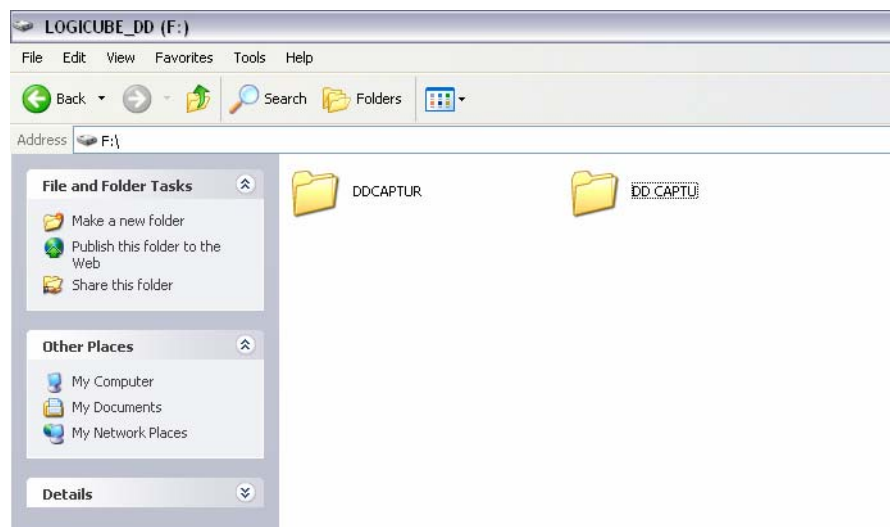 LOGICUBE_DD (F:)
File Edit View Favorites Tools Help
Back Search Folders
Address F:\
File and Folder Tasks
Make a new folder
Publish this folder to the
Web
Share this folder
Other Places
My Computer
My Documents
My Network Places
Details
DDCAPTUR DD CAPTU